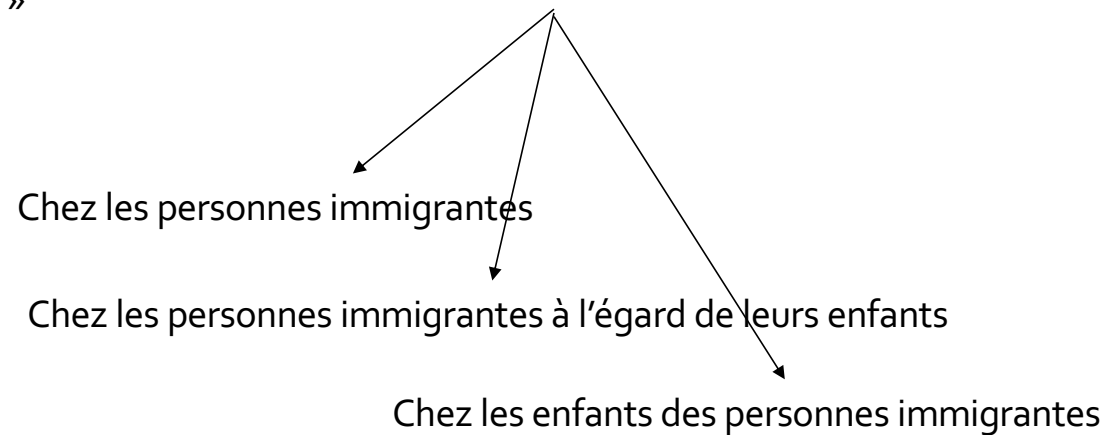 »
Chez les personnes immigrantes
Chez les personnes immigrantes à l’égard de leurs enfants
Chez les enfants des personnes immigrantes